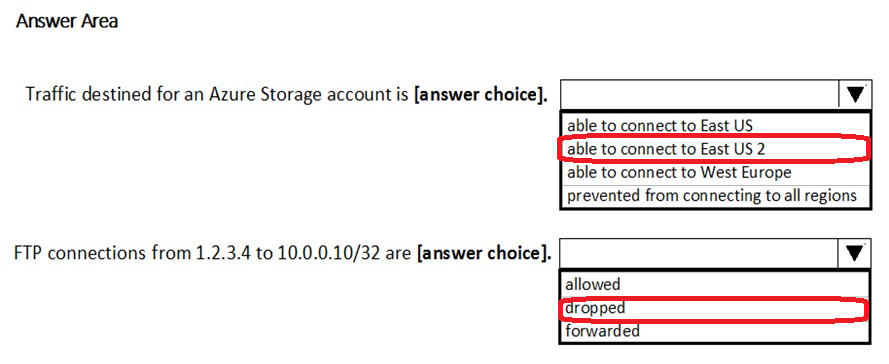 Answer Area
Traffic destined for an Azure Storage account is [answer choice].
able to connect to East US
able to connect to East US 2
able to connect to West Europe
prevented from connecting to all regions
FTP connections from 1.2.3.4 to 10.0.0.10/32 are [answer choice].
allowed
dropped
forwarded